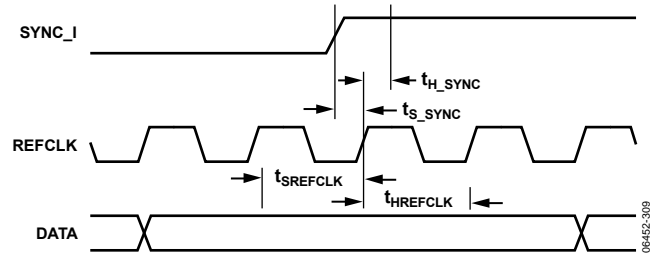 SYNC_I
tH_SYNC
tS_SYNC
REFCLK
tSREFCLK
tHREFCLK
DATA
06452-309